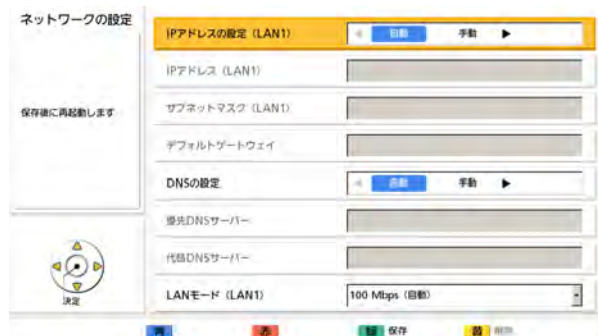 ネットワークの設定
保存後に再起動します
決定
IPアドレスの設定（LAN1） 自動 手動
IPアドレス（LAN1）
サブネットマスク（LAN1）
デフォルトゲートウェイ
DNSの設定 自動 手動
優先DNSサーバー
代替DNSサーバー
LANモード（LAN1） 100 Mbps（自動）
青 赤 緑 保存 黄 削除